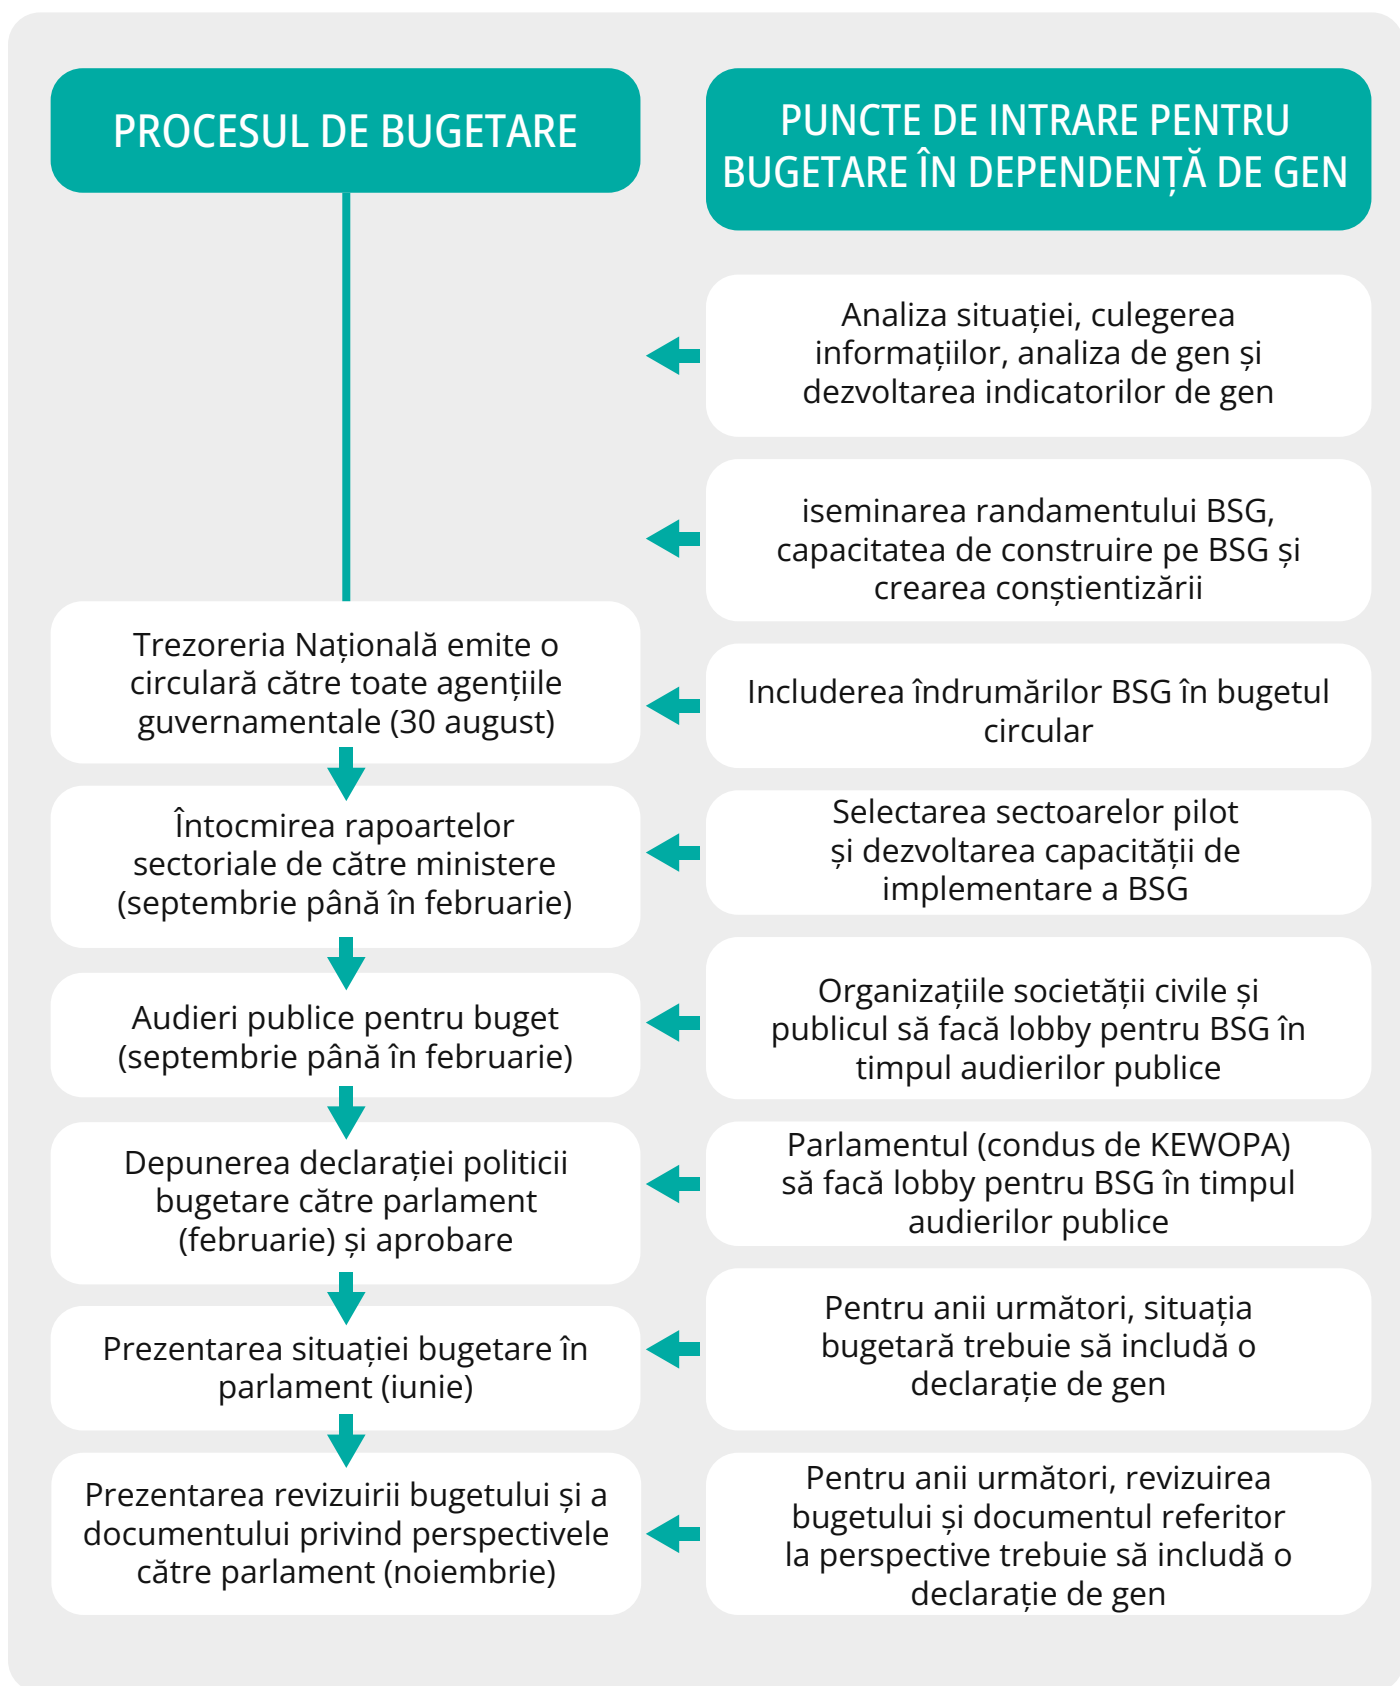 PROCESUL DE BUGETARE
PUNCTE DE INTRARE PENTRU
BUGETARE ÎN DEPENDENȚĂ DE GEN
Analiza situației, culegerea
informațiilor, analiza de gen și
dezvoltarea indicatorilor de gen
iseminarea randamentului BSG,
capacitatea de construire pe BSG și
crearea conștientizării
Trezoreria Națională emite o
circulară către toate agențiile
guvernamentale (30 august)
Includerea îndrumărilor BSG în bugetul
circular
Întocmirea rapoartelor
sectoriale de către ministere
(septembrie până în februarie)
Selectarea sectoarelor pilot
și dezvoltarea capacității de
implementare a BSG
Audieri publice pentru buget
(septembrie până în februarie)
Organizațiile societății civile și
publicul să facă lobby pentru BSG în
timpul audierilor publice
Depunerea declarației politicii
bugetare către parlament
(februarie) și aprobare
Parlamentul (condus de KEWOPA)
să facă lobby pentru BSG în timpul
audierilor publice
Prezentarea situației bugetare în
parlament (iunie)
Pentru anii următori, situația
bugetară trebuie să includă o
declarație de gen
Prezentarea revizuirii bugetului și a
documentului privind perspectivele
către parlament (noiembrie)
Pentru anii următori, revizuirea
bugetului și documentul referitor
la perspective trebuie să includă o
declarație de gen